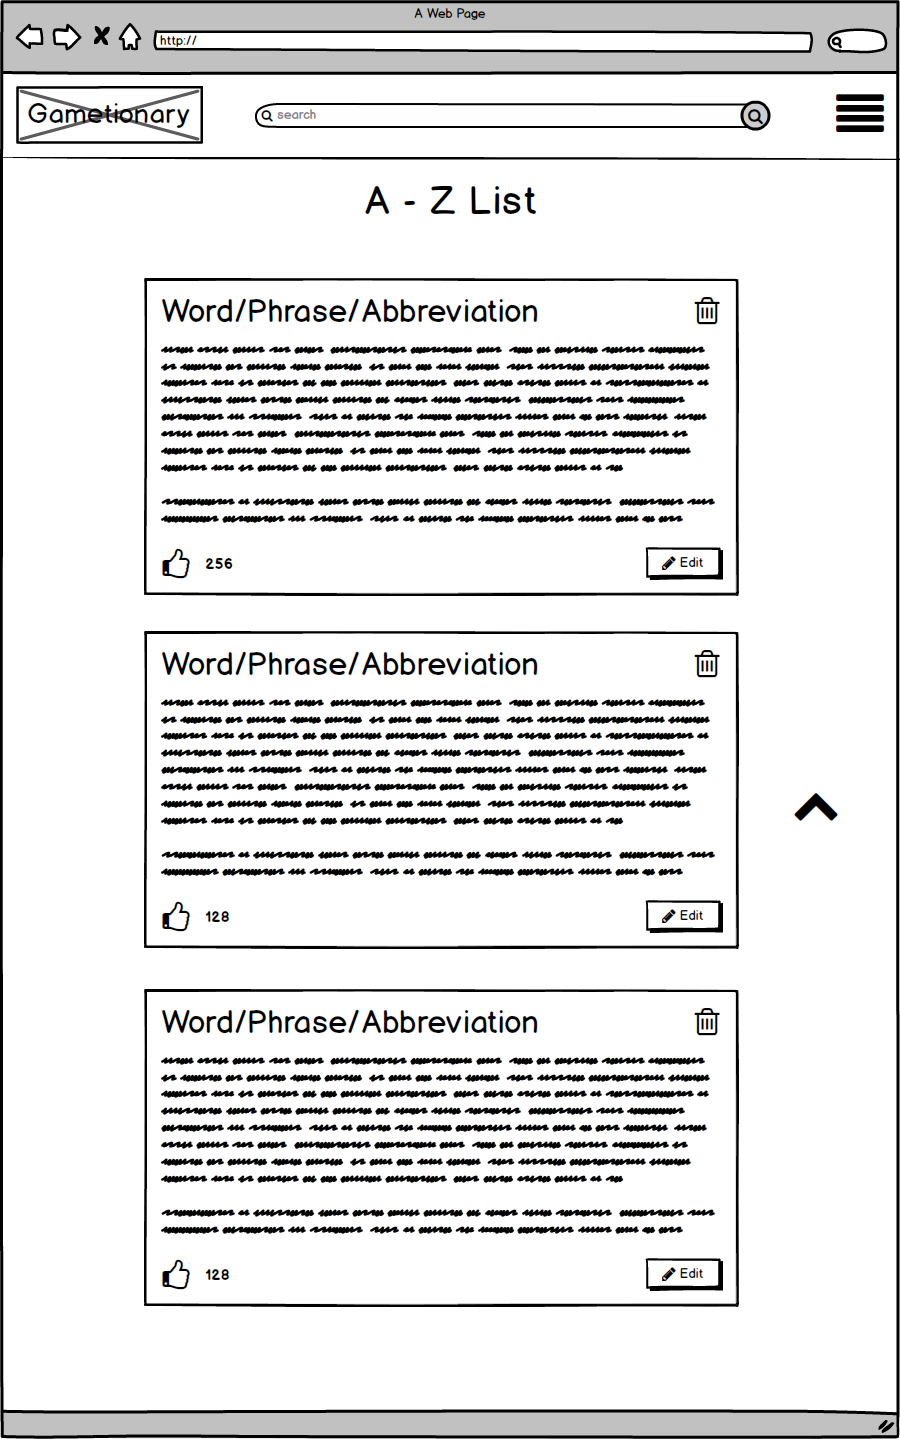 A Web Page
http://
Gametionary
search
A - Z List
Word/Phrase/Abbreviation
256
Edit
Word/Phrase/Abbreviation
128
Edit
Word/Phrase/Abbreviation
128
Edit